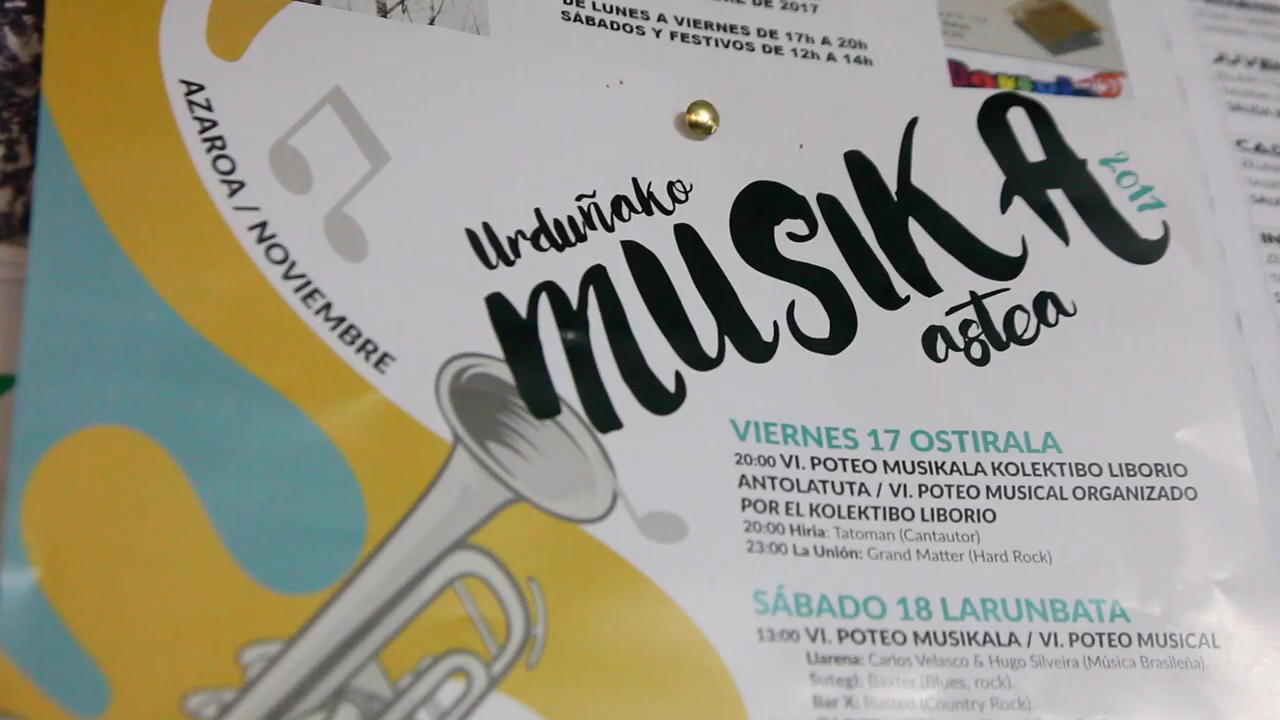 DE 2017
DE LUNES A VIERNES DE 17h A 20h
SÁBADOS Y FESTIVOS DE 12h A 14h
AZAROA / NOVIEMBRE
Urduñako
MUSIKA
2017
astea
VIERNES 17 OSTIRALA
20:00 VI. POTEO MUSIKALA KOLEKTIBO LIBORIO
ANTOLATUTA / VI. POTEO MUSICAL ORGANIZADO
POR EL KOLEKTIBO LIBORIO
20:00 Hiria: Tatoman (Cantautor)
23:00 La Unión: Grand Matter (Hard Rock)
SÁBADO 18 LARUNBATA
13:00 VI. POTEO MUSIKALA / VI. POTEO MUSICAL
Llarena: Carlos Velasco & Hugo Silveira (Música Brasileña).
Sutegi: Baxter (Blues, rock).
Bar X: Rusted (Country Rock).